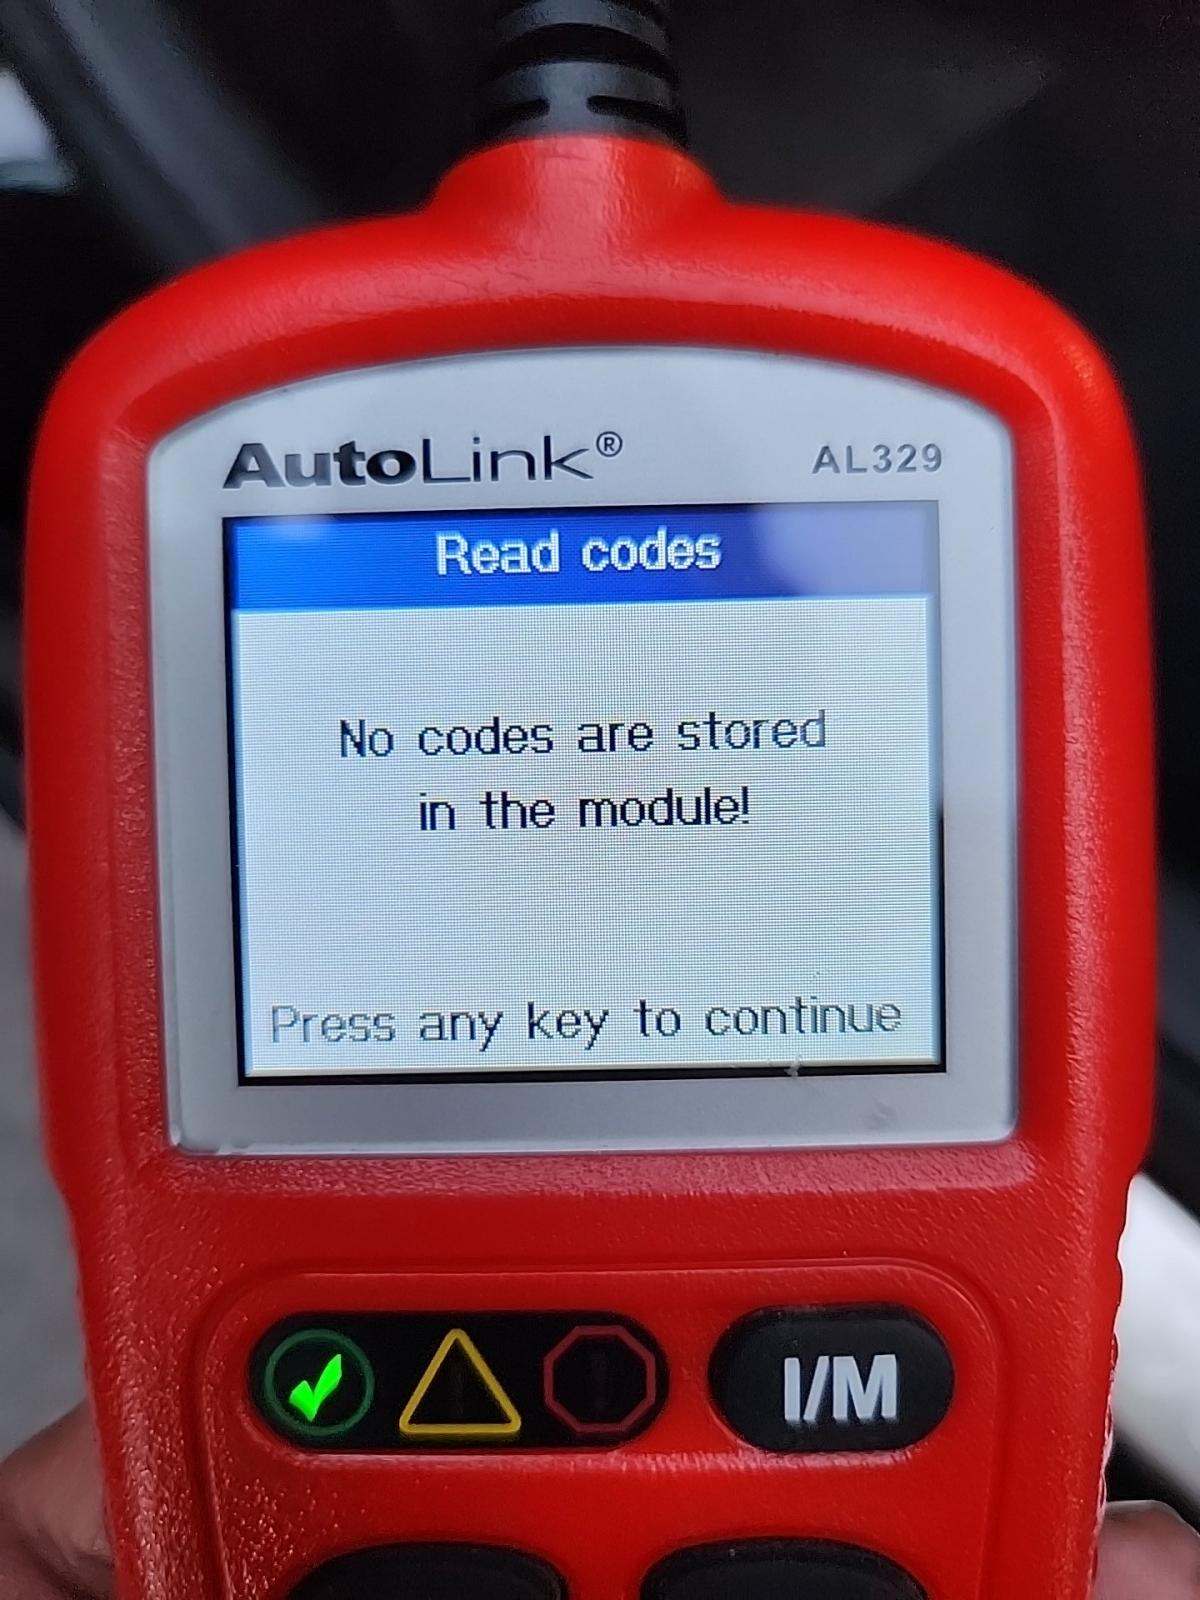 AutoLink®
AL329
Read codes
No codes are stored
in the module!
Press any key to continue
I/M